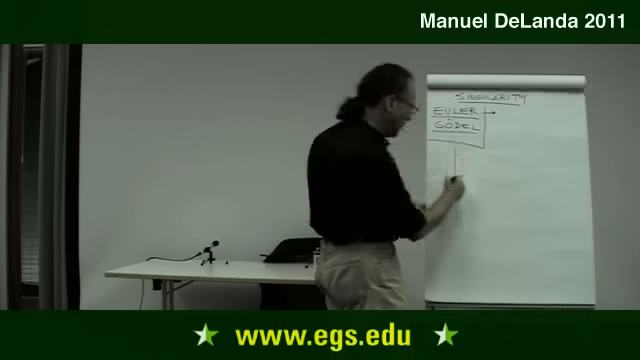 Manuel DeLanda 2011
SINGULARITY
EULER
GÖDEL
www.egs.edu